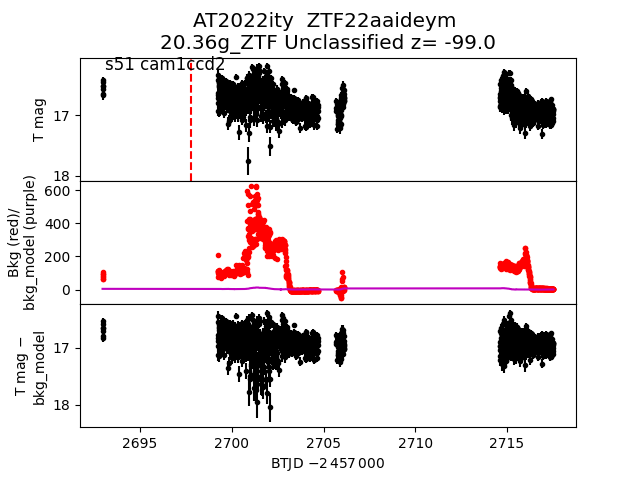 AT2022ity  ZTF22aaideym
20.36g_ZTF Unclassified z= -99.0
s51 cam1ccd2
T mag
17
18
Bkg (red)/
bkg_model (purple)
600
400
200
0
T mag −
bkg_model
17
18
2695
2700
2705
2710
2715
BTJD −2 457 000